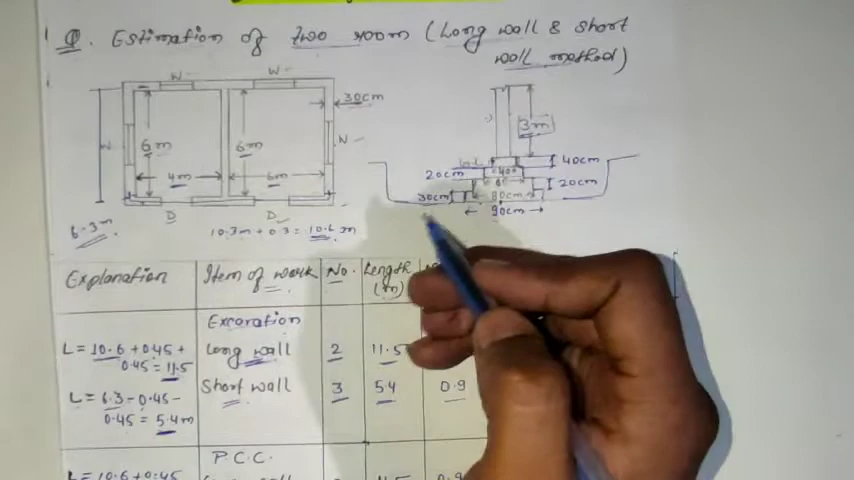 Q. Estimation of two room (Long wall & short
wall method)
W W
30cm
3m
W 6m 6m W
40cm
20cm
4m 6m
20cm
30cm 80cm
D D
90cm
6.3m
10.3m + 0.3 = 10.6m
Explanation Item of work No. Length
(m)
Excavation
L = 10.6 + 0.45 + Long wall 2 11.5
0.45 = 11.5
L = 6.3 - 0.45 - Short wall 3 5.4 0.9
0.45 = 5.4m
P.C.C.
L = 10.6 + 0.45